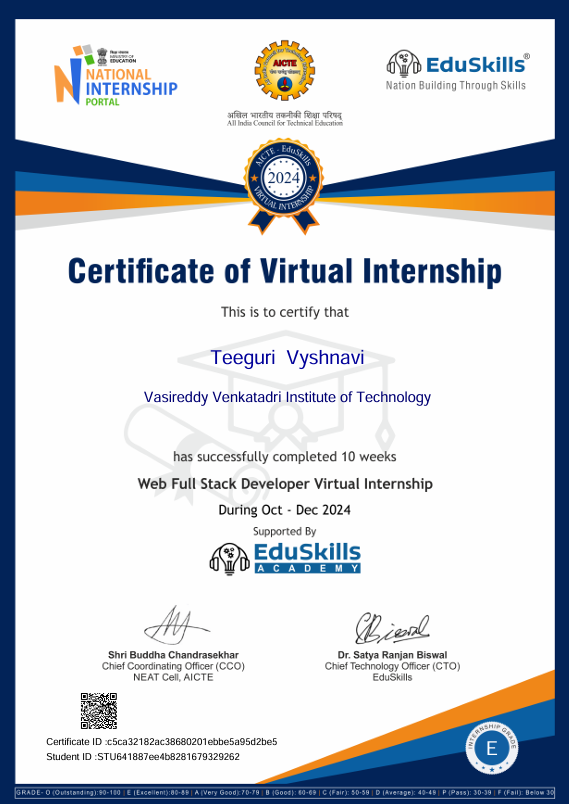 शिक्षा मंत्रालय
MINISTRY OF
EDUCATION
NATIONAL
INTERNSHIP
PORTAL
AICTE
EduSkills®
Nation Building Through Skills
अखिल भारतीय तकनीकी शिक्षा परिषद्
All India Council for Technical Education
AICTE - EduSkills
2024
VIRTUAL INTERNSHIP
Certificate of Virtual Internship
This is to certify that
Teeguri Vyshnavi
Vasireddy Venkatadri Institute of Technology
has successfully completed 10 weeks
Web Full Stack Developer Virtual Internship
During Oct - Dec 2024
Supported By
EduSkills
ACADEMY
Shri Buddha Chandrasekhar
Chief Coordinating Officer (CCO)
NEAT Cell, AICTE
Dr. Satya Ranjan Biswal
Chief Technology Officer (CTO)
EduSkills
Certificate ID :c5ca32182ac38680201ebbe5a95d2be5
Student ID :STU641887ee4b8281679329262
INTERNSHIP GRADE
E
GRADE- O (Outstanding):90-100 | E (Excellent):80-89 | A (Very Good):70-79 | B (Good): 60-69 | C (Fair): 50-59 | D (Average): 40-49 | P (Pass): 30-39 | F (Fail): Below 30